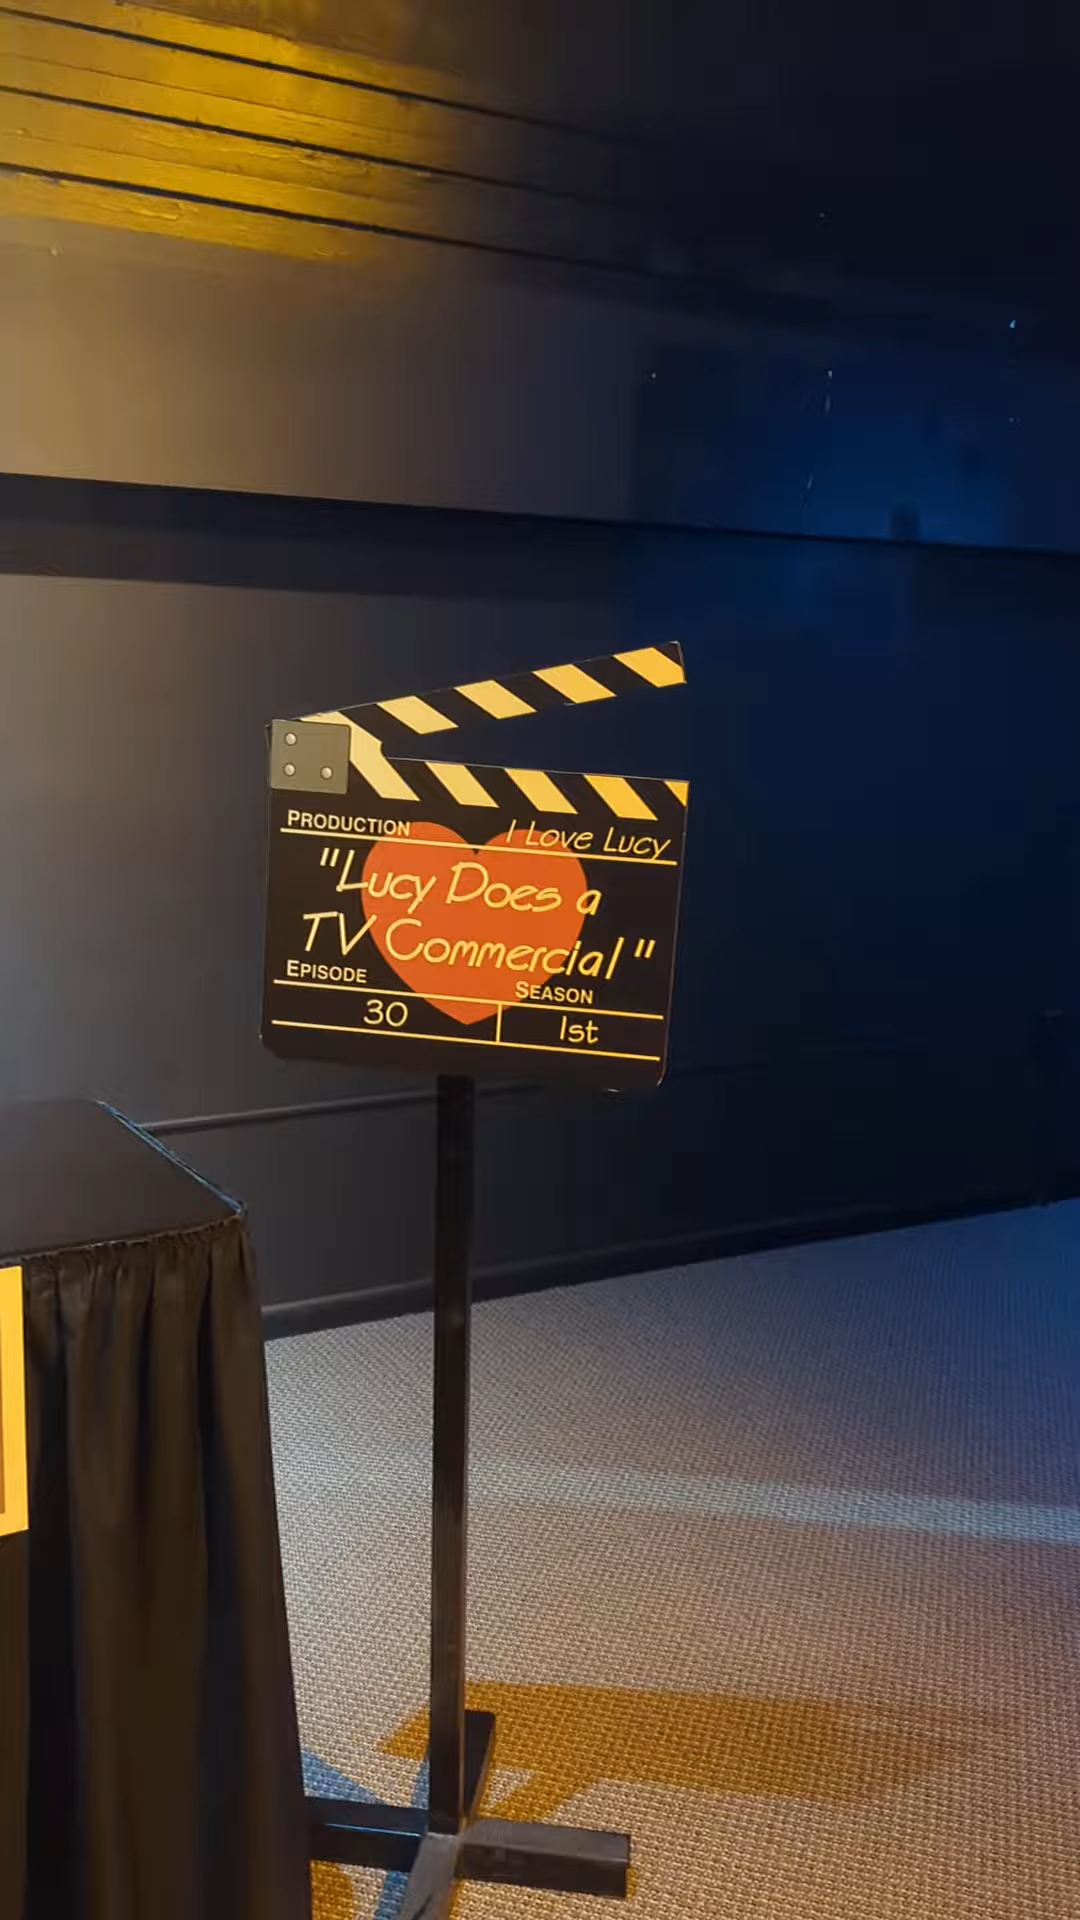 PRODUCTION I LOVE LUCY
"LUCY DOES a
TV COMMERCIAL"
EPISODE SEASON
30 1st